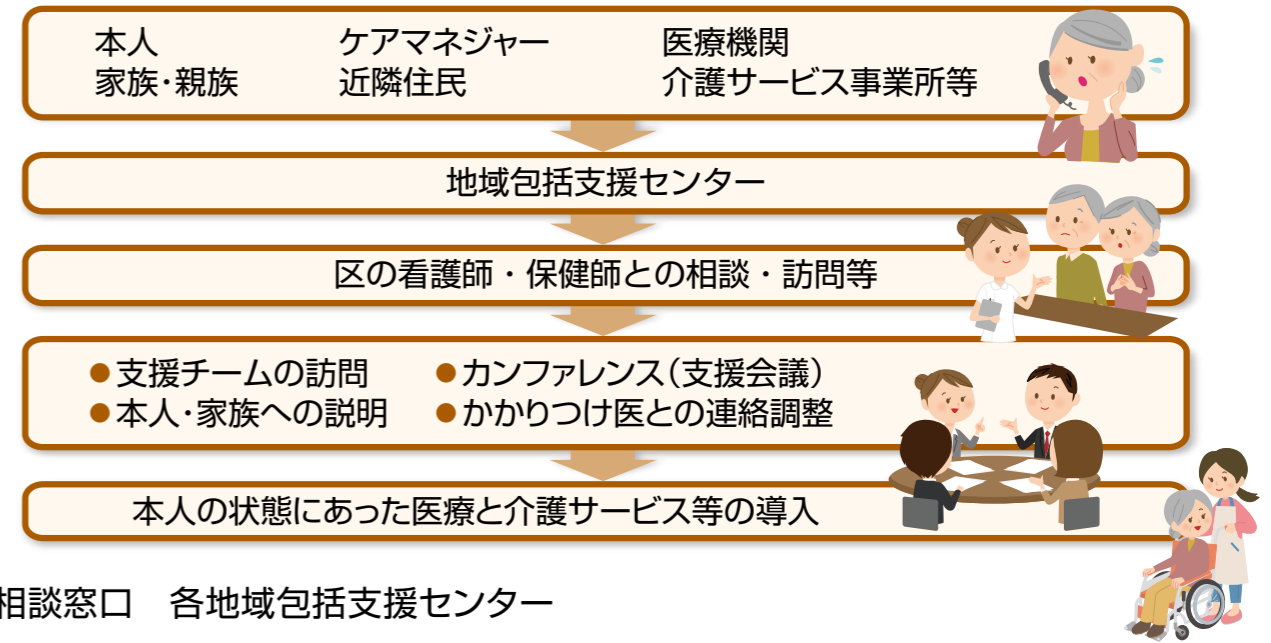 本人　ケアマネジャー　医療機関
家族・親族　近隣住民　介護サービス事業所等
地域包括支援センター
区の看護師・保健師との相談・訪問等
●支援チームの訪問　●カンファレンス（支援会議）
●本人・家族への説明　●かかりつけ医との連絡調整
本人の状態にあった医療と介護サービス等の導入
相談窓口　各地域包括支援センター